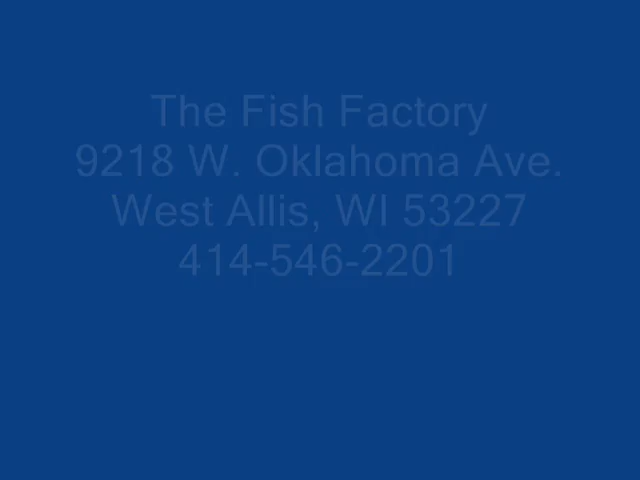 The Fish Factory
9218 W. Oklahoma Ave.
West Allis, WI 53227
414-546-2201